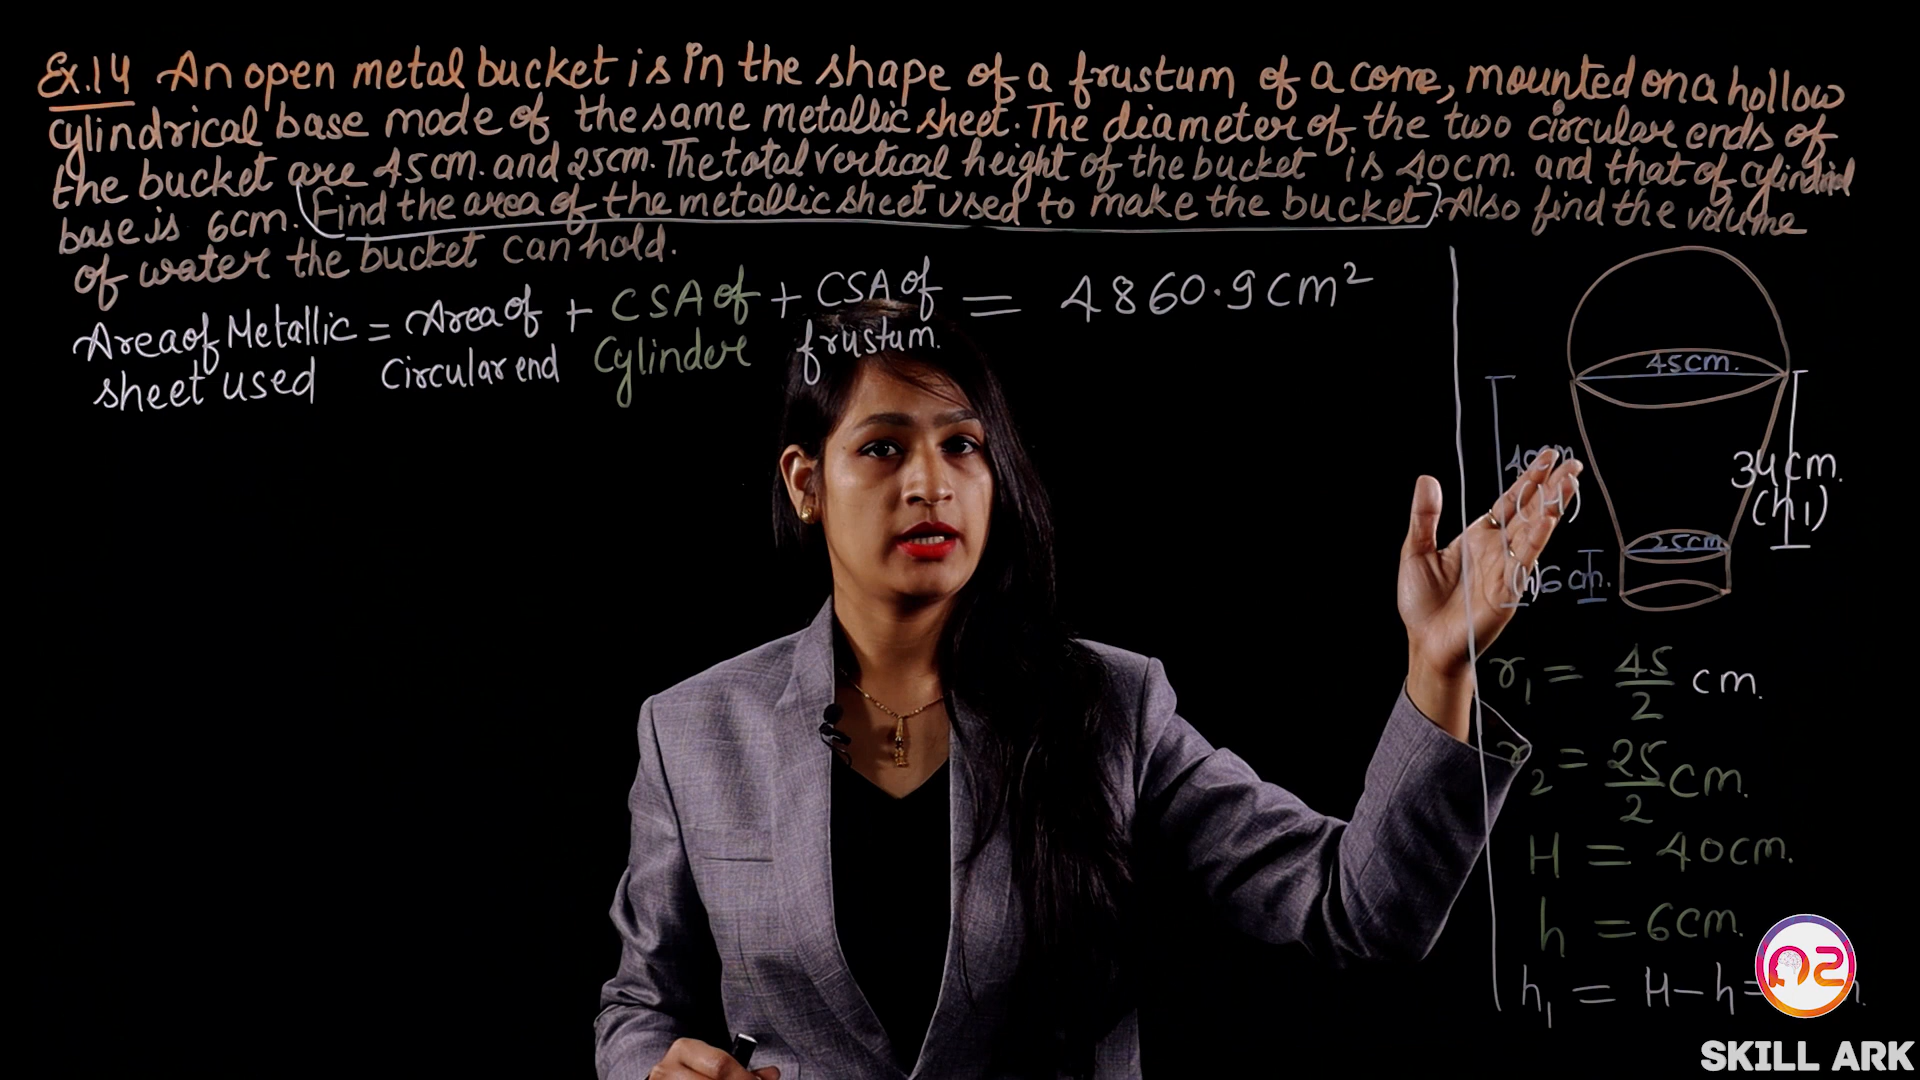 Ex.14 An open metal bucket is in the shape of a frustum of a cone, mounted on a hollow
cylindrical base made of the same metallic sheet. The diameter of the two circular ends of
the bucket are 45cm. and 25cm. The total vertical height of the bucket is 40cm. and that of cylindrical
base is 6cm. Find the area of the metallic sheet used to make the bucket. Also find the volume
of water the bucket can hold.
Area of Metallic = Area of + CSA of + CSA of = 4860.9 cm²
sheet used Circular end Cylinder frustum.
45cm.
40cm
(H)
34cm.
(h1)
25cm
(h)6cm.
r1 = 45/2 cm.
r2 = 25/2 cm.
H = 40cm.
h = 6cm.
h1 = H-h=
SKILL ARK